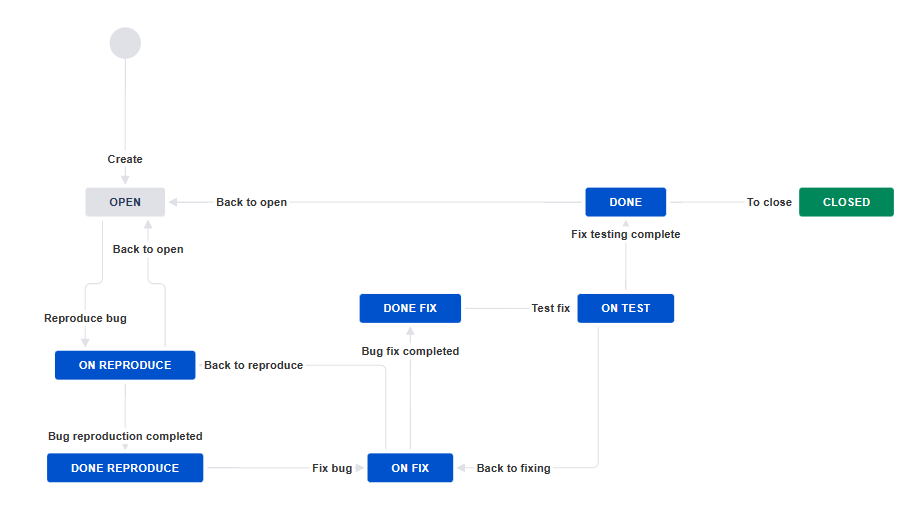 Create
OPEN
Back to open
DONE
To close
CLOSED
Fix testing complete
Back to open
DONE FIX
Test fix
ON TEST
Reproduce bug
Bug fix completed
ON REPRODUCE
Back to reproduce
Bug reproduction completed
DONE REPRODUCE
Fix bug
ON FIX
Back to fixing